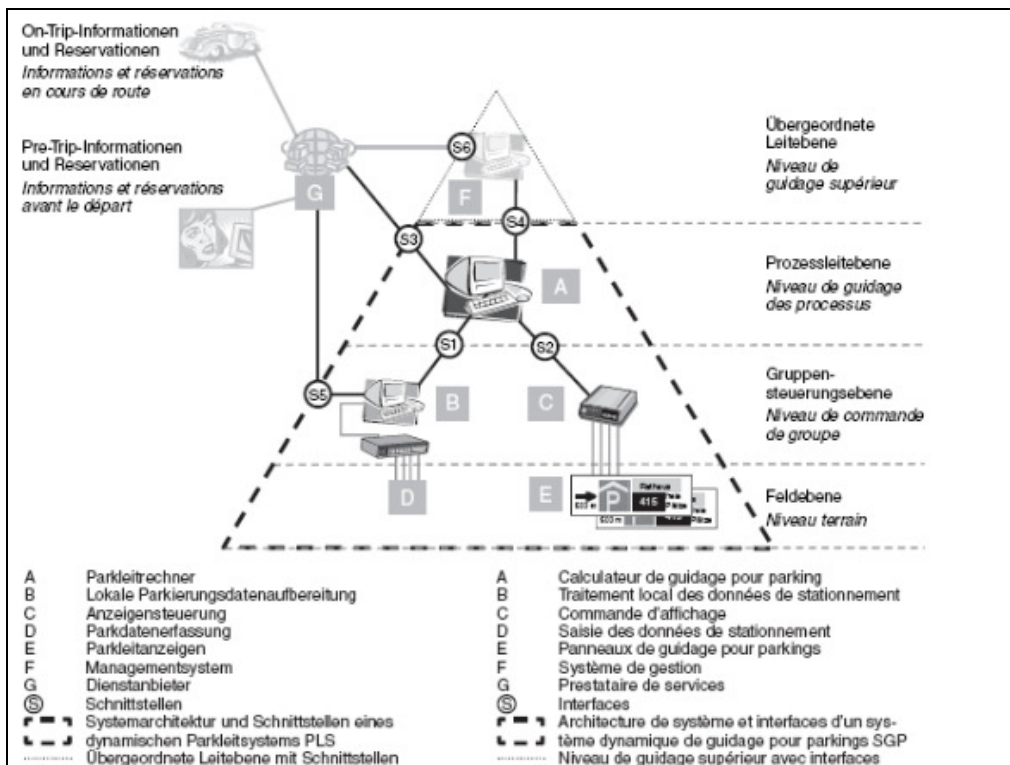 On-Trip-Informationen
und Reservationen
Informations et réservations
en cours de route
Pre-Trip-Informationen
und Reservationen
Informations et réservations
avant le départ
G
S6
F
S4
S3
A
S1
S2
S5
B
C
D
E
P
415
Übergeordnete
Leitebene
Niveau de
guidage supérieur
Prozessleitebene
Niveau de guidage
des processus
Gruppen-
steuerungsebene
Niveau de commande
de groupe
Feldebene
Niveau terrain
A Parkleitrechner
B Lokale Parkierungsdatenaufbereitung
C Anzeigensteuerung
D Parkdatenerfassung
E Parkleitanzeigen
F Managementsystem
G Dienstanbieter
S Schnittstellen
Systemarchitektur und Schnittstellen eines
dynamischen Parkleitsystems PLS
Übergeordnete Leitebene mit Schnittstellen
A Calculateur de guidage pour parking
B Traitement local des données de stationnement
C Commande d'affichage
D Saisie des données de stationnement
E Panneaux de guidage pour parkings
F Système de gestion
G Prestataire de services
S Interfaces
Architecture de système et interfaces d'un sys-
tème dynamique de guidage pour parkings SGP
Niveau de guidage supérieur avec interfaces